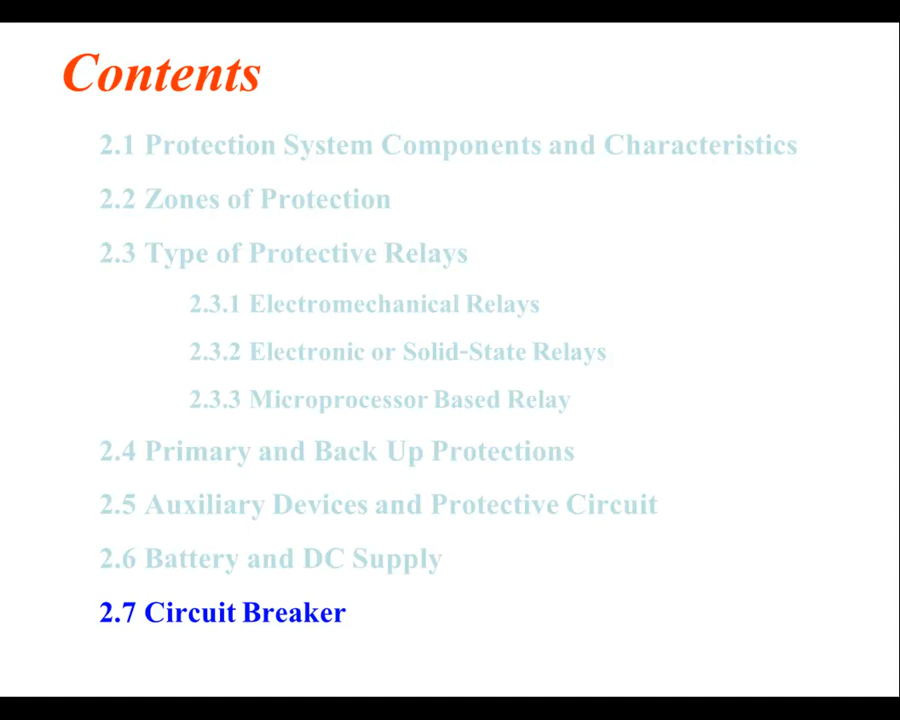 Contents
2.1 Protection System Components and Characteristics
2.2 Zones of Protection
2.3 Type of Protective Relays
2.3.1 Electromechanical Relays
2.3.2 Electronic or Solid-State Relays
2.3.3 Microprocessor Based Relay
2.4 Primary and Back Up Protections
2.5 Auxiliary Devices and Protective Circuit
2.6 Battery and DC Supply
2.7 Circuit Breaker